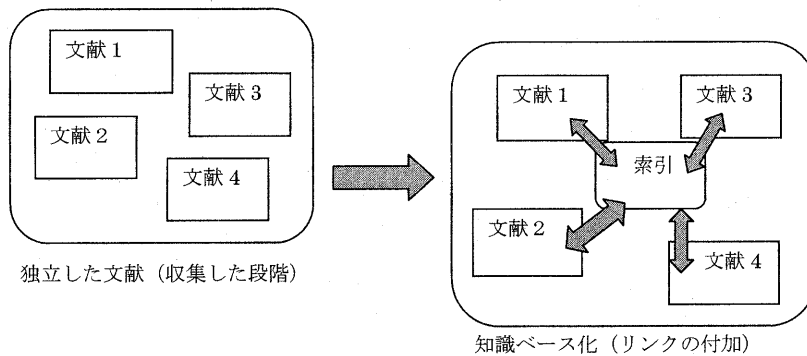 文献 1
文献 3
文献 2
文献 4
独立した文献（収集した段階）
文献 1
文献 3
索引
文献 2
文献 4
知識ベース化（リンクの付加）